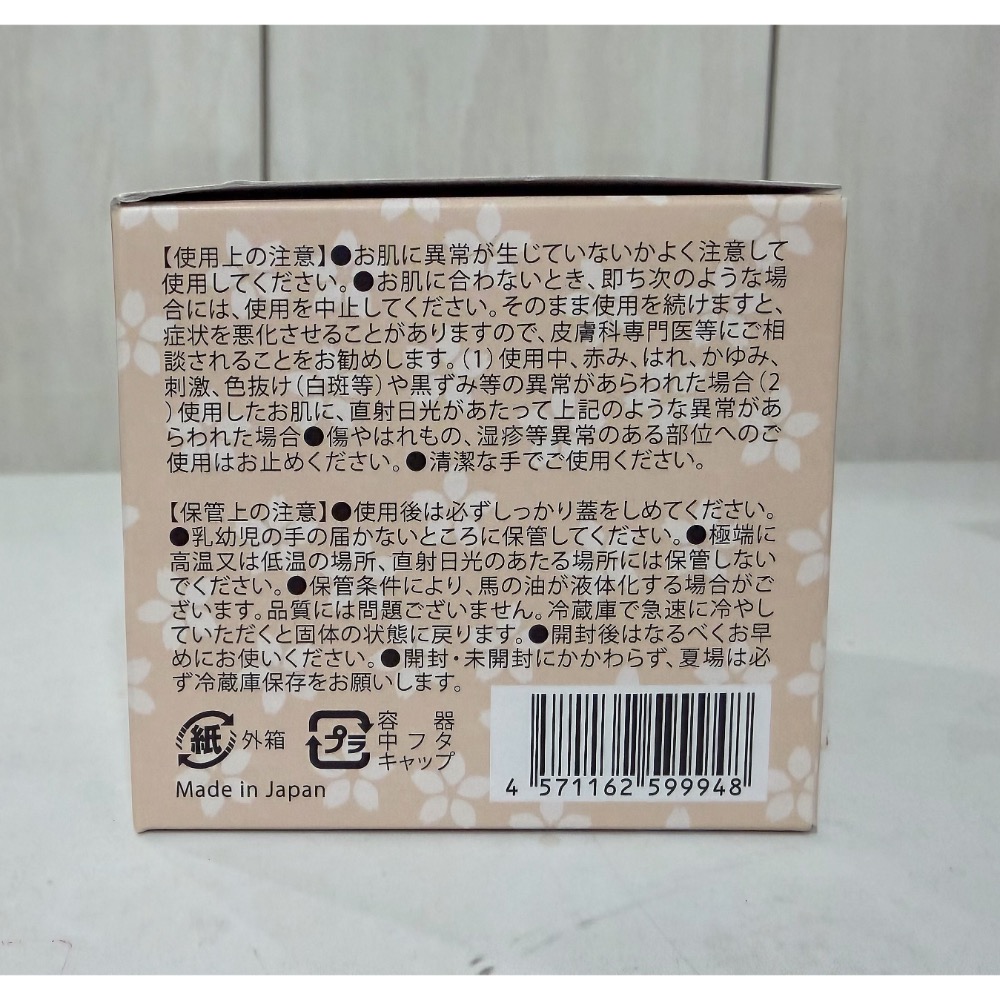 【使用上の注意】●お肌に異常が生じていないかよく注意して
使用してください。●お肌に合わないとき、即ち次のような場
合には、使用を中止してください。そのまま使用を続けますと、
症状を悪化させることがありますので、皮膚科専門医等にご相
談されることをお勧めします。（1）使用中、赤み、はれ、かゆみ、
刺激、色抜け（白斑等）や黒ずみ等の異常があらわれた場合（2
）使用したお肌に、直射日光があたって上記のような異常があ
らわれた場合●傷やはれもの、湿疹等異常のある部位へのご
使用はお止めください。●清潔な手でご使用ください。
【保管上の注意】●使用後は必ずしっかり蓋をしめてください。
●乳幼児の手の届かないところに保管してください。●極端に
高温又は低温の場所、直射日光のあたる場所には保管しない
でください。●保管条件により、馬の油が液体化する場合がご
ざいます。品質には問題ございません。冷蔵庫で急速に冷やし
ていただくと固体の状態に戻ります。●開封後はなるべくお早
めにお使いください。●開封・未開封にかかわらず、夏場は必
ず冷蔵庫保存をお願いします。
紙 外箱
プラ 容器
中フタ
キャップ
Made in Japan
4 571162 599948